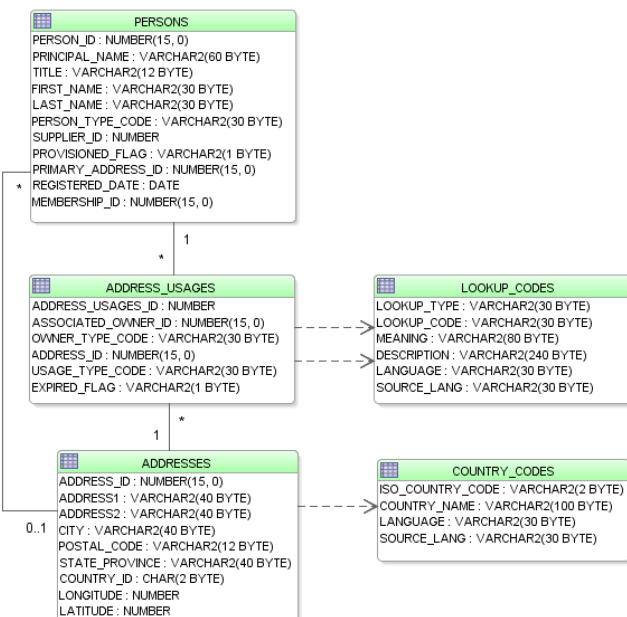 PERSONS
PERSON_ID : NUMBER(15, 0)
PRINCIPAL_NAME : VARCHAR2(60 BYTE)
TITLE : VARCHAR2(12 BYTE)
FIRST_NAME : VARCHAR2(30 BYTE)
LAST_NAME : VARCHAR2(30 BYTE)
PERSON_TYPE_CODE : VARCHAR2(30 BYTE)
SUPPLIER_ID : NUMBER
PROVISIONED_FLAG : VARCHAR2(1 BYTE)
PRIMARY_ADDRESS_ID : NUMBER(15, 0)
* REGISTERED_DATE : DATE
MEMBERSHIP_ID : NUMBER(15, 0)
1
*
ADDRESS_USAGES
ADDRESS_USAGES_ID : NUMBER
ASSOCIATED_OWNER_ID : NUMBER(15, 0)
OWNER_TYPE_CODE : VARCHAR2(30 BYTE)
ADDRESS_ID : NUMBER(15, 0)
USAGE_TYPE_CODE : VARCHAR2(30 BYTE)
EXPIRED_FLAG : VARCHAR2(1 BYTE)
LOOKUP_CODES
LOOKUP_TYPE : VARCHAR2(30 BYTE)
LOOKUP_CODE : VARCHAR2(30 BYTE)
MEANING : VARCHAR2(80 BYTE)
DESCRIPTION : VARCHAR2(240 BYTE)
LANGUAGE : VARCHAR2(30 BYTE)
SOURCE_LANG : VARCHAR2(30 BYTE)
*
1
ADDRESSES
ADDRESS_ID : NUMBER(15, 0)
ADDRESS1 : VARCHAR2(40 BYTE)
ADDRESS2 : VARCHAR2(40 BYTE)
0..1
CITY : VARCHAR2(40 BYTE)
POSTAL_CODE : VARCHAR2(12 BYTE)
STATE_PROVINCE : VARCHAR2(40 BYTE)
COUNTRY_ID : CHAR(2 BYTE)
LONGITUDE : NUMBER
LATITUDE : NUMBER
COUNTRY_CODES
ISO_COUNTRY_CODE : VARCHAR2(2 BYTE)
COUNTRY_NAME : VARCHAR2(100 BYTE)
LANGUAGE : VARCHAR2(30 BYTE)
SOURCE_LANG : VARCHAR2(30 BYTE)